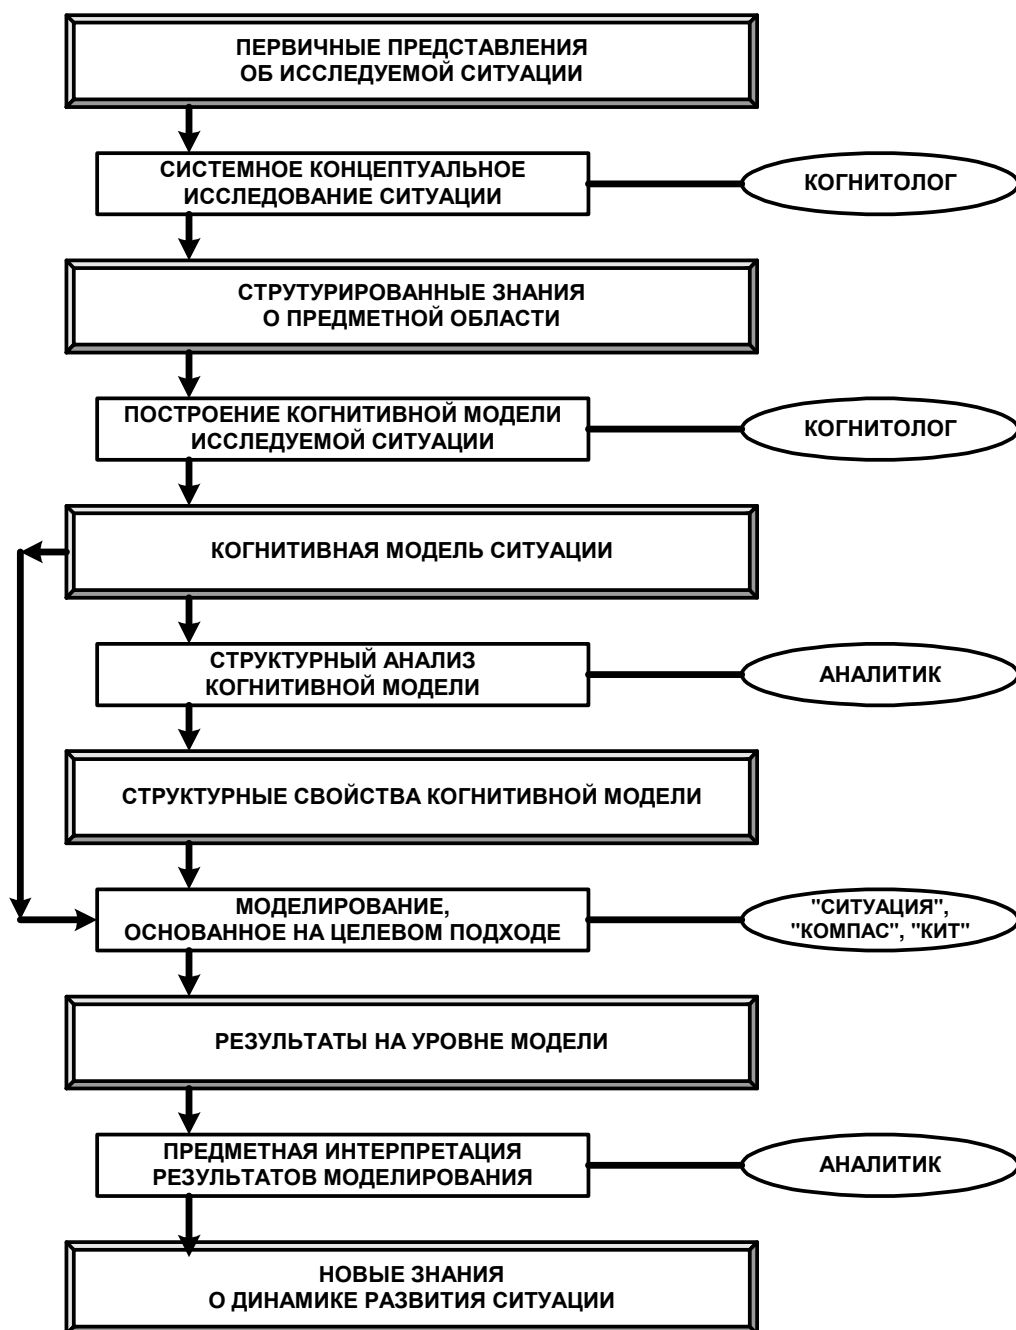 ПЕРВИЧНЫЕ ПРЕДСТАВЛЕНИЯ
ОБ ИССЛЕДУЕМОЙ СИТУАЦИИ
СИСТЕМНОЕ КОНЦЕПТУАЛЬНОЕ
ИССЛЕДОВАНИЕ СИТУАЦИИ
КОГНИТОЛОГ
СТРУТУРИРОВАННЫЕ ЗНАНИЯ
О ПРЕДМЕТНОЙ ОБЛАСТИ
ПОСТРОЕНИЕ КОГНИТИВНОЙ МОДЕЛИ
ИССЛЕДУЕМОЙ СИТУАЦИИ
КОГНИТОЛОГ
КОГНИТИВНАЯ МОДЕЛЬ СИТУАЦИИ
СТРУКТУРНЫЙ АНАЛИЗ
КОГНИТИВНОЙ МОДЕЛИ
АНАЛИТИК
СТРУКТУРНЫЕ СВОЙСТВА КОГНИТИВНОЙ МОДЕЛИ
МОДЕЛИРОВАНИЕ,
ОСНОВАННОЕ НА ЦЕЛЕВОМ ПОДХОДЕ
"СИТУАЦИЯ",
"КОМПАС", "КИТ"
РЕЗУЛЬТАТЫ НА УРОВНЕ МОДЕЛИ
ПРЕДМЕТНАЯ ИНТЕРПРЕТАЦИЯ
РЕЗУЛЬТАТОВ МОДЕЛИРОВАНИЯ
АНАЛИТИК
НОВЫЕ ЗНАНИЯ
О ДИНАМИКЕ РАЗВИТИЯ СИТУАЦИИ